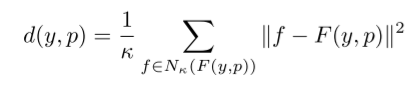 d(y, p) = \frac{1}{\kappa} \sum_{f \in N_{\kappa}(F(y,p))} \|f - F(y, p)\|^2